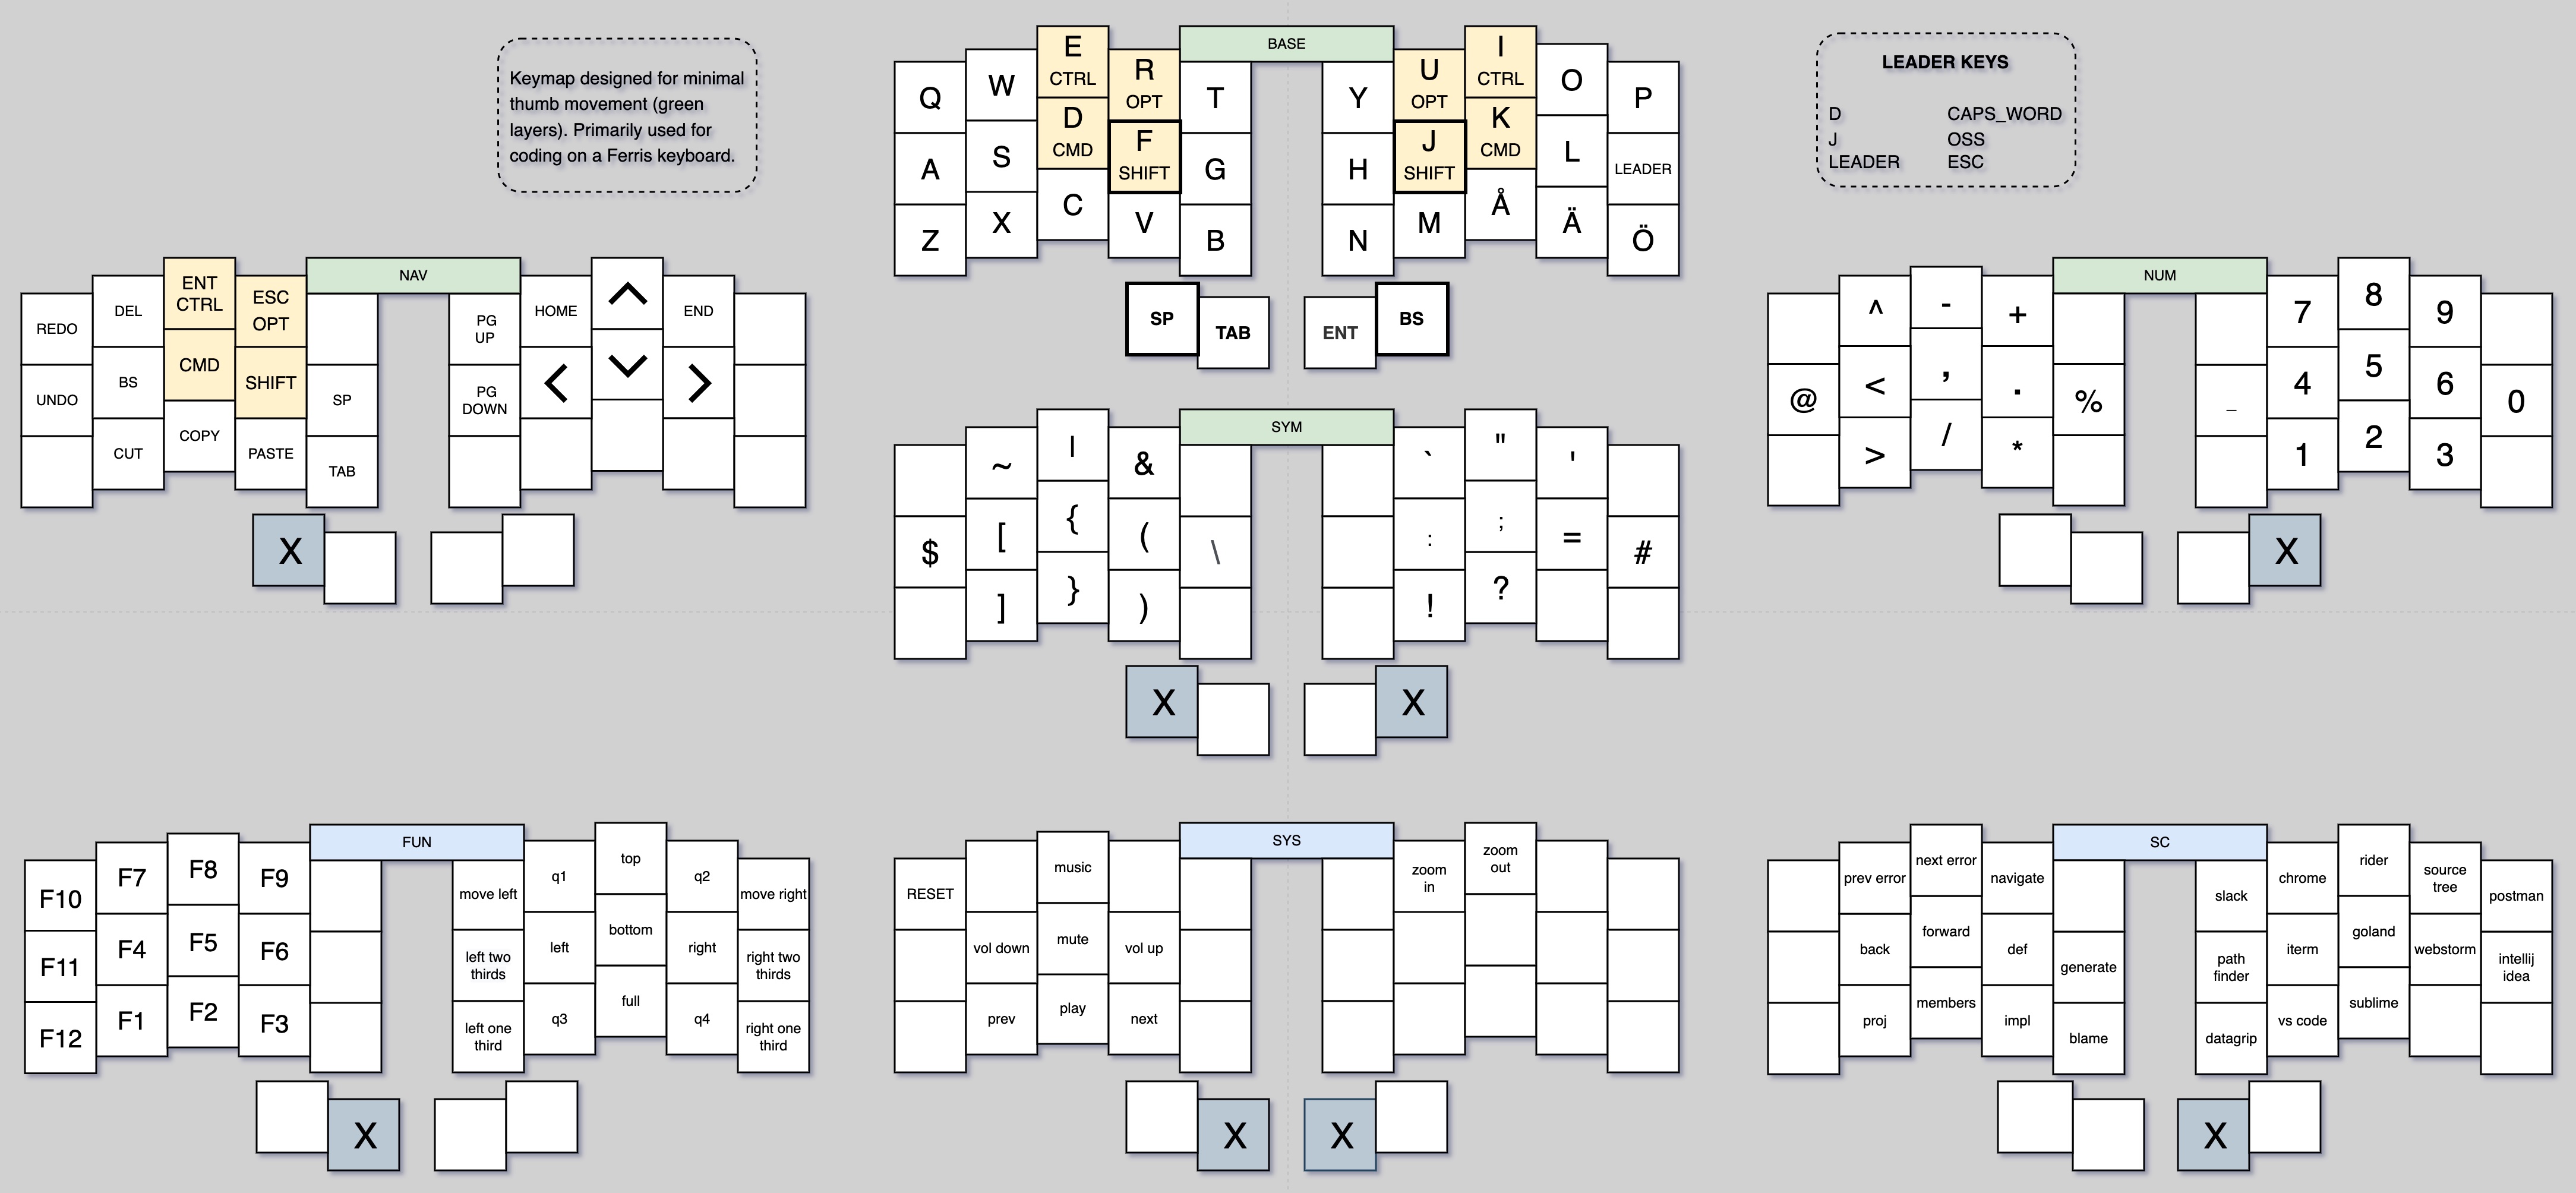 Keymap designed for minimal
thumb movement (green
layers). Primarily used for
coding on a Ferris keyboard.
BASE
Q W E CTRL R OPT T Y U OPT I CTRL O P
A S D CMD F SHIFT G H J SHIFT K CMD L LEADER
Z X C V B N M Å Ä Ö
SP TAB ENT BS
LEADER KEYS
D CAPS_WORD
J OSS
LEADER ESC
NAV
REDO DEL ENT CTRL ESC OPT PG UP HOME ^ END
UNDO BS CMD SHIFT SP PG DOWN < v >
CUT COPY PASTE TAB
X
SYM
~ | & ` " '
$ [ { ( \ : ; = #
] } ) ! ?
X X
NUM
^ - + 7 8 9
@ < , . % _ 4 5 6 0
> / * 1 2 3
X
FUN
F10 F7 F8 F9 move left q1 top q2 move right
F11 F4 F5 F6 left two thirds left bottom right right two thirds
F12 F1 F2 F3 left one third q3 full q4 right one third
X
SYS
RESET music zoom in zoom out
vol down mute vol up
prev play next
X X
SC
prev error next error navigate slack chrome rider source tree postman
back forward def generate path finder iterm goland webstorm intellij idea
proj members impl blame datagrip vs code sublime
X